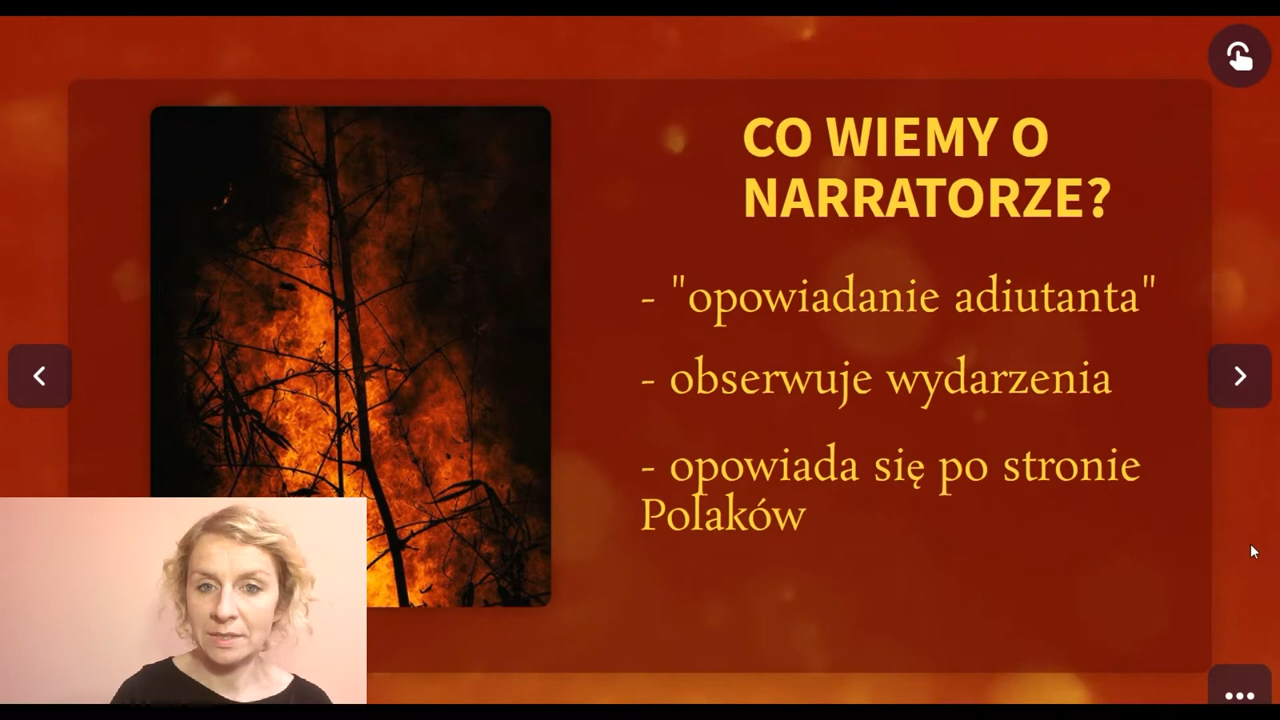 CO WIEMY O
NARRATORZE?
- "opowiadanie adiutanta"
- obserwuje wydarzenia
- opowiada się po stronie
Polaków